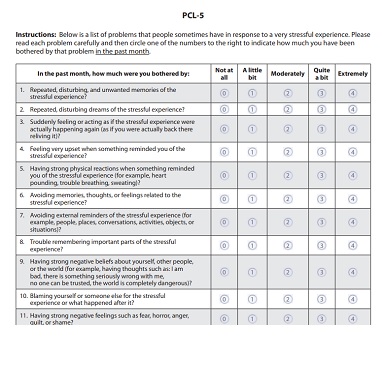 PCL-5
Instructions: Below is a list of problems that people sometimes have in response to a very stressful experience. Please
read each problem carefully and then circle one of the numbers to the right to indicate how much you have been
bothered by that problem in the past month.
In the past month, how much were you bothered by: Not at all A little bit Moderately Quite a bit Extremely
1. Repeated, disturbing, and unwanted memories of the
stressful experience? 0 1 2 3 4
2. Repeated, disturbing dreams of the stressful experience? 0 1 2 3 4
3. Suddenly feeling or acting as if the stressful experience were
actually happening again (as if you were actually back there
reliving it)? 0 1 2 3 4
4. Feeling very upset when something reminded you of the
stressful experience? 0 1 2 3 4
5. Having strong physical reactions when something reminded
you of the stressful experience (for example, heart
pounding, trouble breathing, sweating)? 0 1 2 3 4
6. Avoiding memories, thoughts, or feelings related to the
stressful experience? 0 1 2 3 4
7. Avoiding external reminders of the stressful experience (for
example, people, places, conversations, activities, objects, or
situations)? 0 1 2 3 4
8. Trouble remembering important parts of the stressful
experience? 0 1 2 3 4
9. Having strong negative beliefs about yourself, other people,
or the world (for example, having thoughts such as: I am
bad, there is something seriously wrong with me,
no one can be trusted, the world is completely dangerous)? 0 1 2 3 4
10. Blaming yourself or someone else for the stressful
experience or what happened after it? 0 1 2 3 4
11. Having strong negative feelings such as fear, horror, anger,
guilt, or shame? 0 1 2 3 4